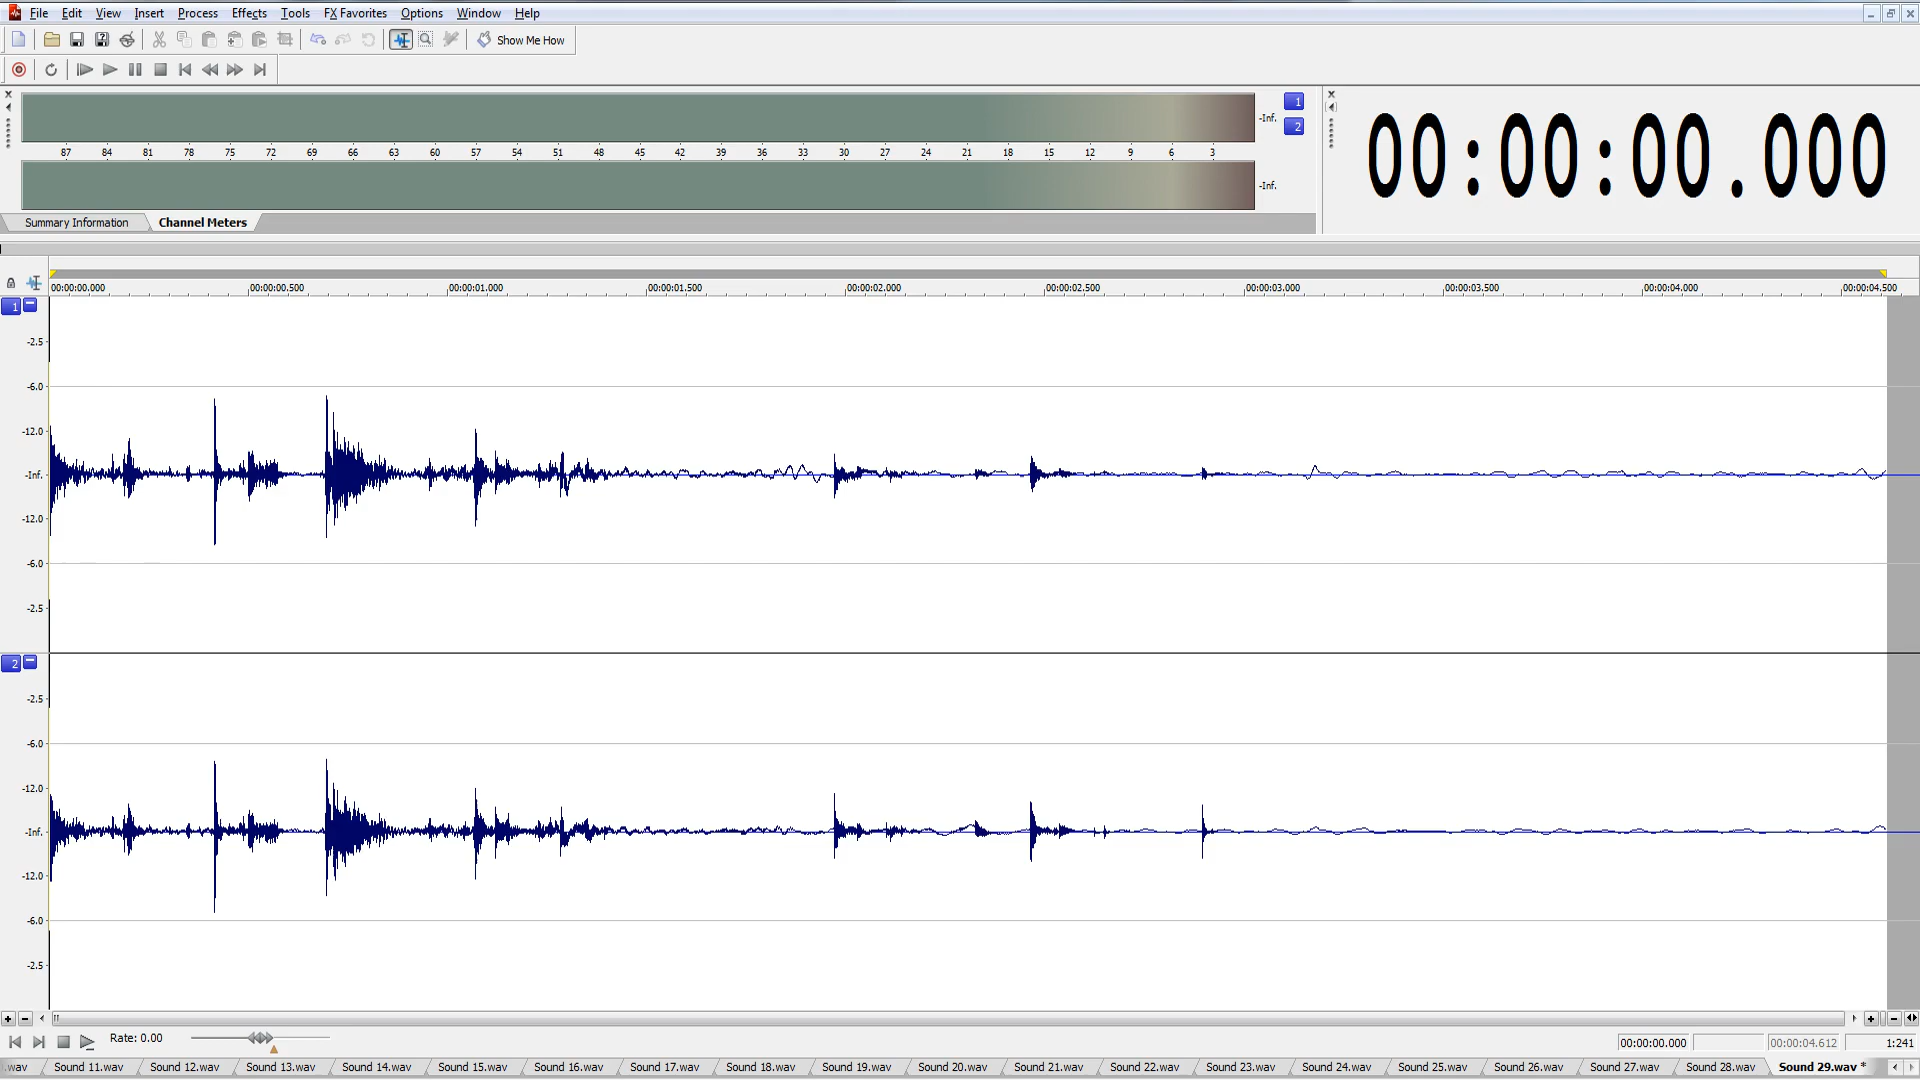 File Edit View Insert Process Effects Tools FX Favorites Options Window Help
Show Me How
-Inf. 1
2
87 84 81 78 75 72 69 66 63 60 57 54 51 48 45 42 39 36 33 30 27 24 21 18 15 12 9 6 3
-Inf.
00:00:00.000
Summary Information Channel Meters
00:00:00.000 00:00:00.500 00:00:01.000 00:00:01.500 00:00:02.000 00:00:02.500 00:00:03.000 00:00:03.500 00:00:04.000 00:00:04.500
1
-2.5
-6.0
-12.0
-Inf.
-12.0
-6.0
-2.5
2
-2.5
-6.0
-12.0
-Inf.
-12.0
-6.0
-2.5
Rate: 0.00 00:00:00.000 00:00:04.612 1:241
.wav Sound 11.wav Sound 12.wav Sound 13.wav Sound 14.wav Sound 15.wav Sound 16.wav Sound 17.wav Sound 18.wav Sound 19.wav Sound 20.wav Sound 21.wav Sound 22.wav Sound 23.wav Sound 24.wav Sound 25.wav Sound 26.wav Sound 27.wav Sound 28.wav Sound 29.wav *